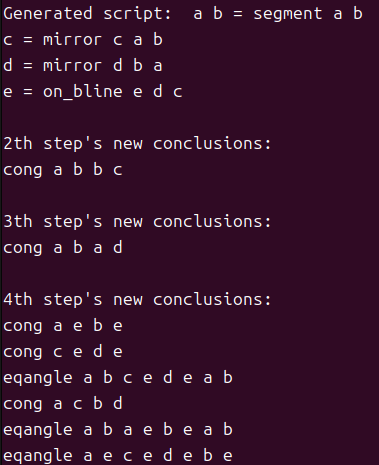 Generated script:  a b = segment a b
c = mirror c a b
d = mirror d b a
e = on_bline e d c

2th step's new conclusions:
cong a b b c

3th step's new conclusions:
cong a b a d

4th step's new conclusions:
cong a e b e
cong c e d e
eqangle a b c e d e a b
cong a c b d
eqangle a b a e b e a b
eqangle a e c e d e b e